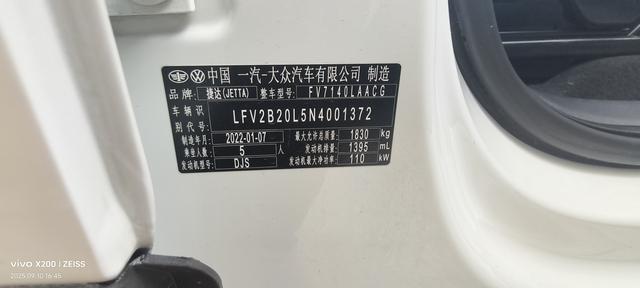 中国 一汽-大众汽车有限公司 制造
品牌: 捷达(JETTA) 整车型号: FV7140LAACG
车辆识别代号: LFV2B20L5N4001372
制造年月: 2022-01-07 最大允许总质量: 1830 kg
乘坐人数: 5 人 发动机排量: 1395 mL
发动机型号: DJS 发动机最大净功率: 110 kW
vivo X200 | ZEISS
2025.09.10 16:45